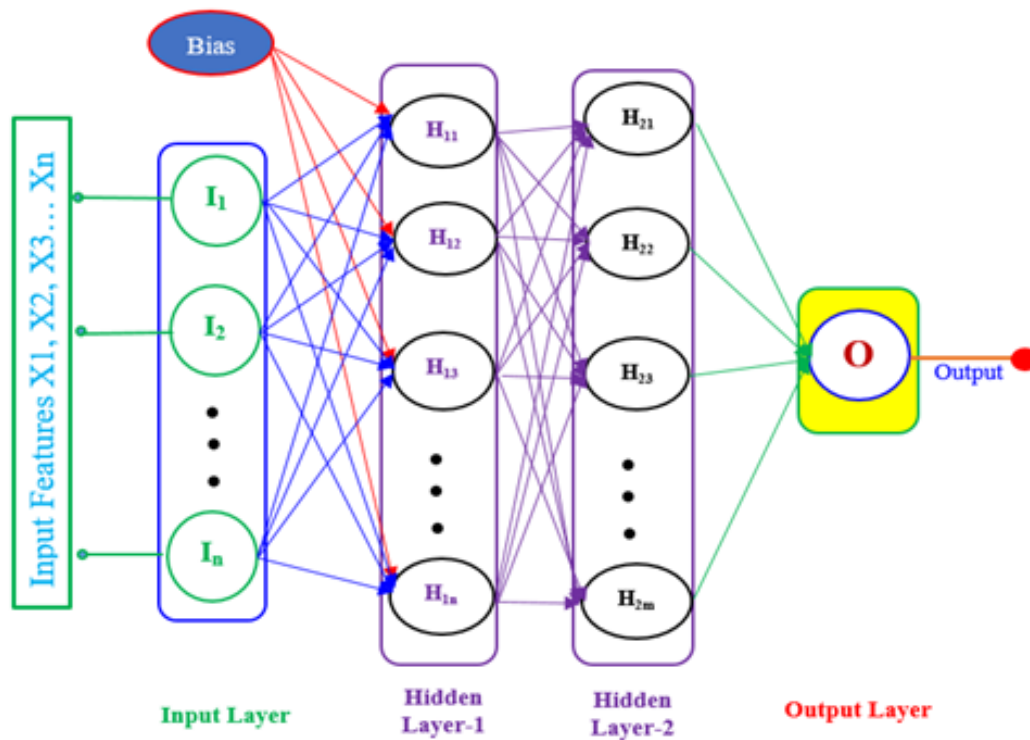 Bias
Input Features X1, X2, X3... Xn
I₁
I₂
Iₙ
H₁₁
H₁₂
H₁₃
H₁ₙ
H₂₁
H₂₂
H₂₃
H₂ₘ
O
Output
Input Layer
Hidden
Layer-1
Hidden
Layer-2
Output Layer